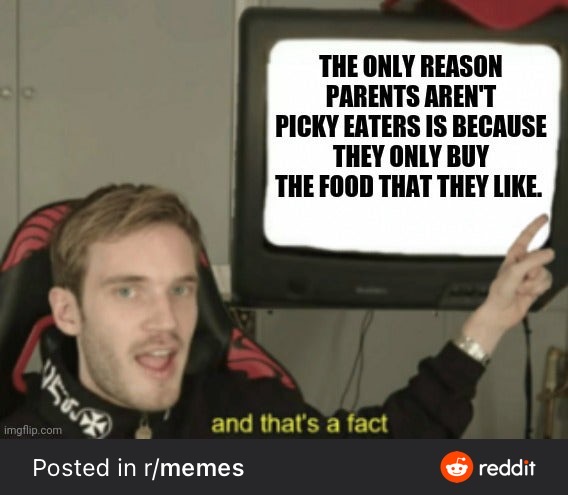 THE ONLY REASON
PARENTS AREN'T
PICKY EATERS IS BECAUSE
THEY ONLY BUY
THE FOOD THAT THEY LIKE.
and that's a fact
imgflip.com
Posted in r/memes
reddit